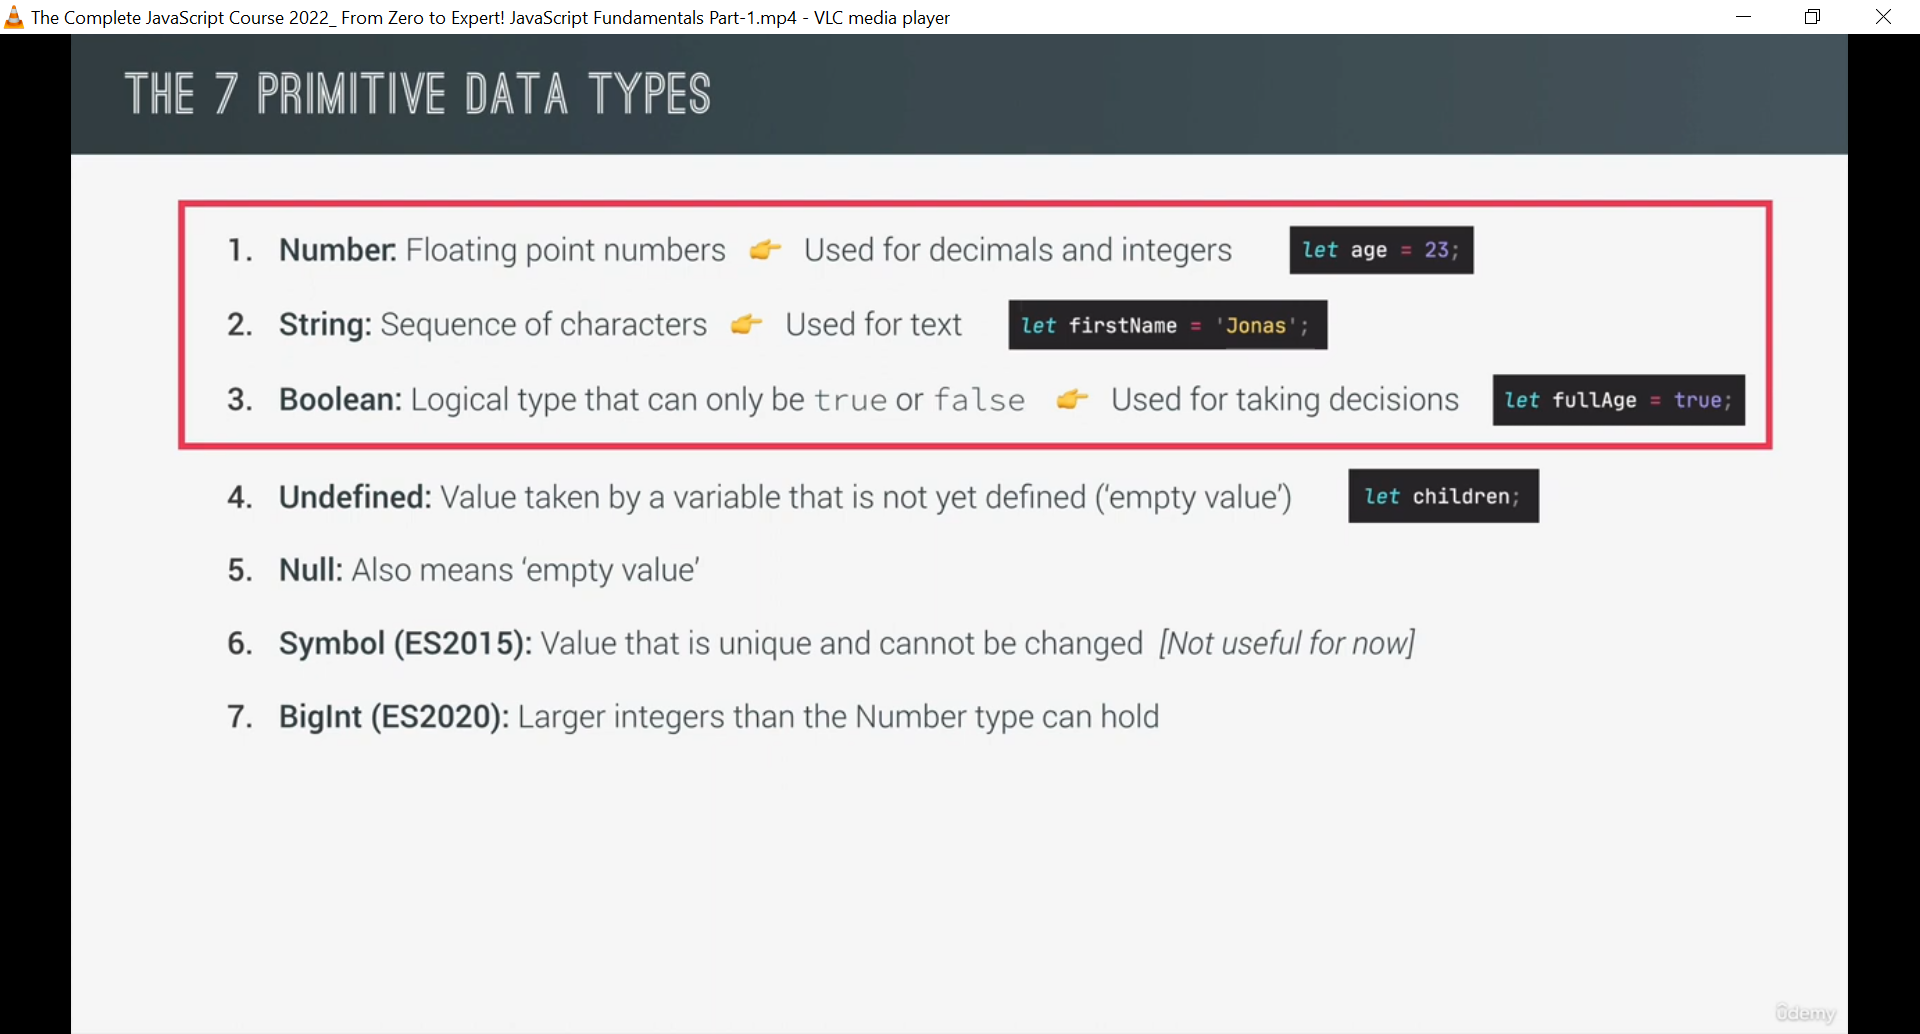 The Complete JavaScript Course 2022_ From Zero to Expert! JavaScript Fundamentals Part-1.mp4 - VLC media player
THE 7 PRIMITIVE DATA TYPES
1. Number: Floating point numbers 👉 Used for decimals and integers let age = 23;
2. String: Sequence of characters 👉 Used for text let firstName = 'Jonas';
3. Boolean: Logical type that can only be true or false 👉 Used for taking decisions let fullAge = true;
4. Undefined: Value taken by a variable that is not yet defined (‘empty value’) let children;
5. Null: Also means ‘empty value’
6. Symbol (ES2015): Value that is unique and cannot be changed [Not useful for now]
7. BigInt (ES2020): Larger integers than the Number type can hold
ûdemy